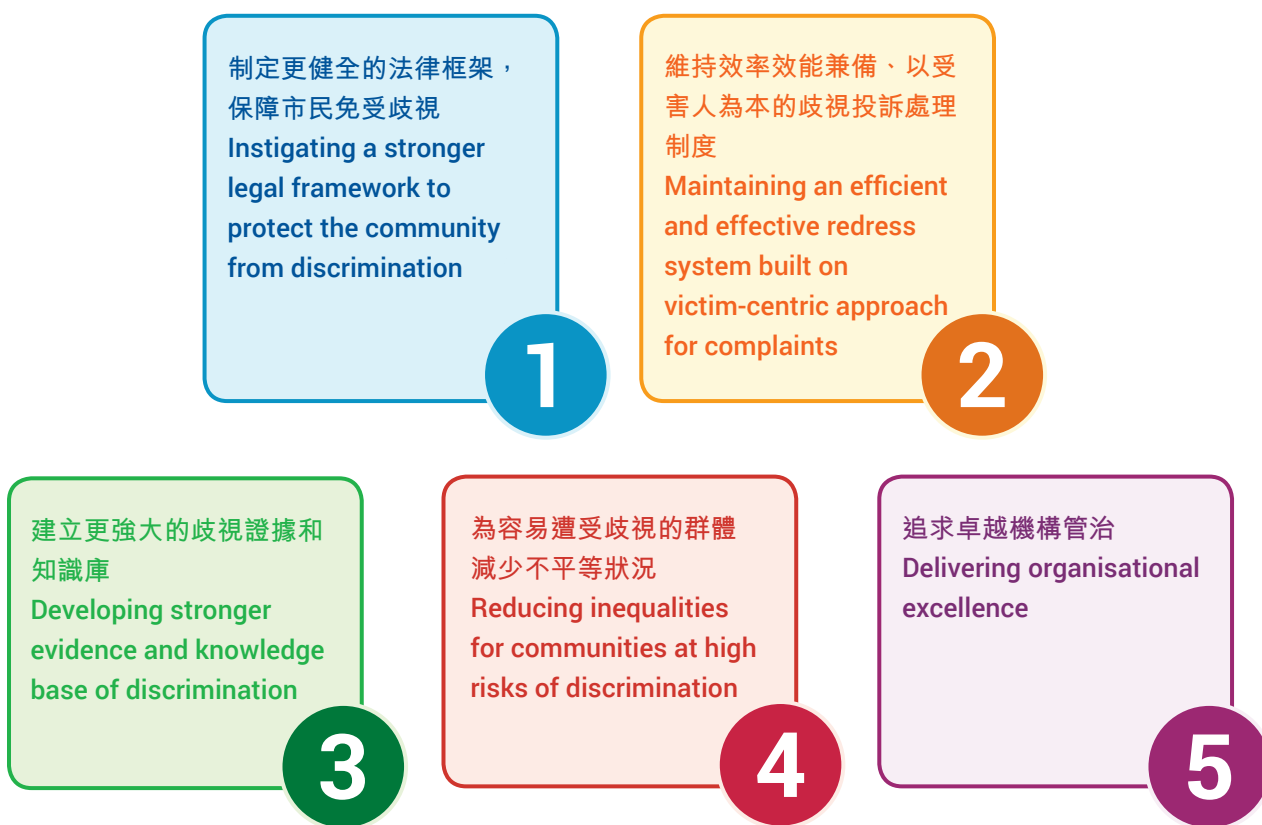 制定更健全的法律框架，
保障市民免受歧視
Instigating a stronger
legal framework to
protect the community
from discrimination
1
維持效率效能兼備、以受
害人為本的歧視投訴處理
制度
Maintaining an efficient
and effective redress
system built on
victim-centric approach
for complaints
2
建立更強大的歧視證據和
知識庫
Developing stronger
evidence and knowledge
base of discrimination
3
為容易遭受歧視的群體
減少不平等狀況
Reducing inequalities
for communities at high
risks of discrimination
4
追求卓越機構管治
Delivering organisational
excellence
5